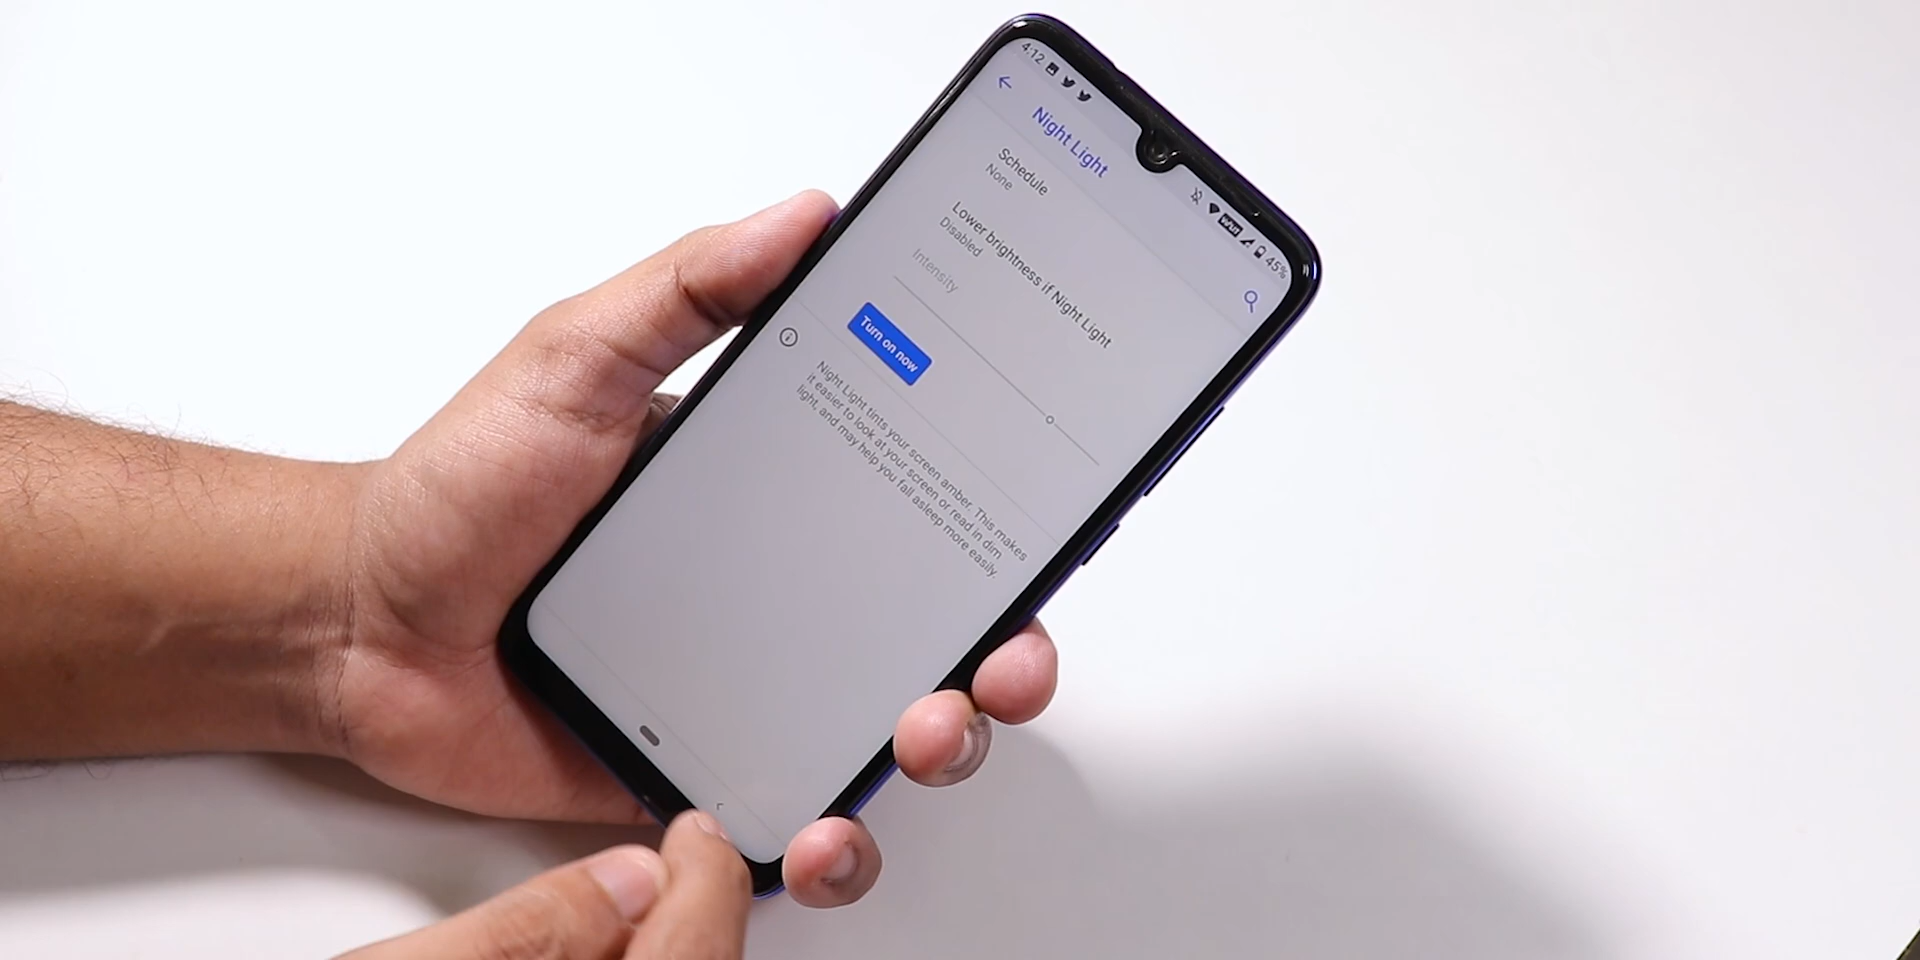 4:12
45%
Night Light
Schedule
None
Lower brightness if Night Light
Disabled
Intensity
Turn on now
Night Light tints your screen amber. This makes
it easier to look at your screen or read in dim
light, and may help you fall asleep more easily.